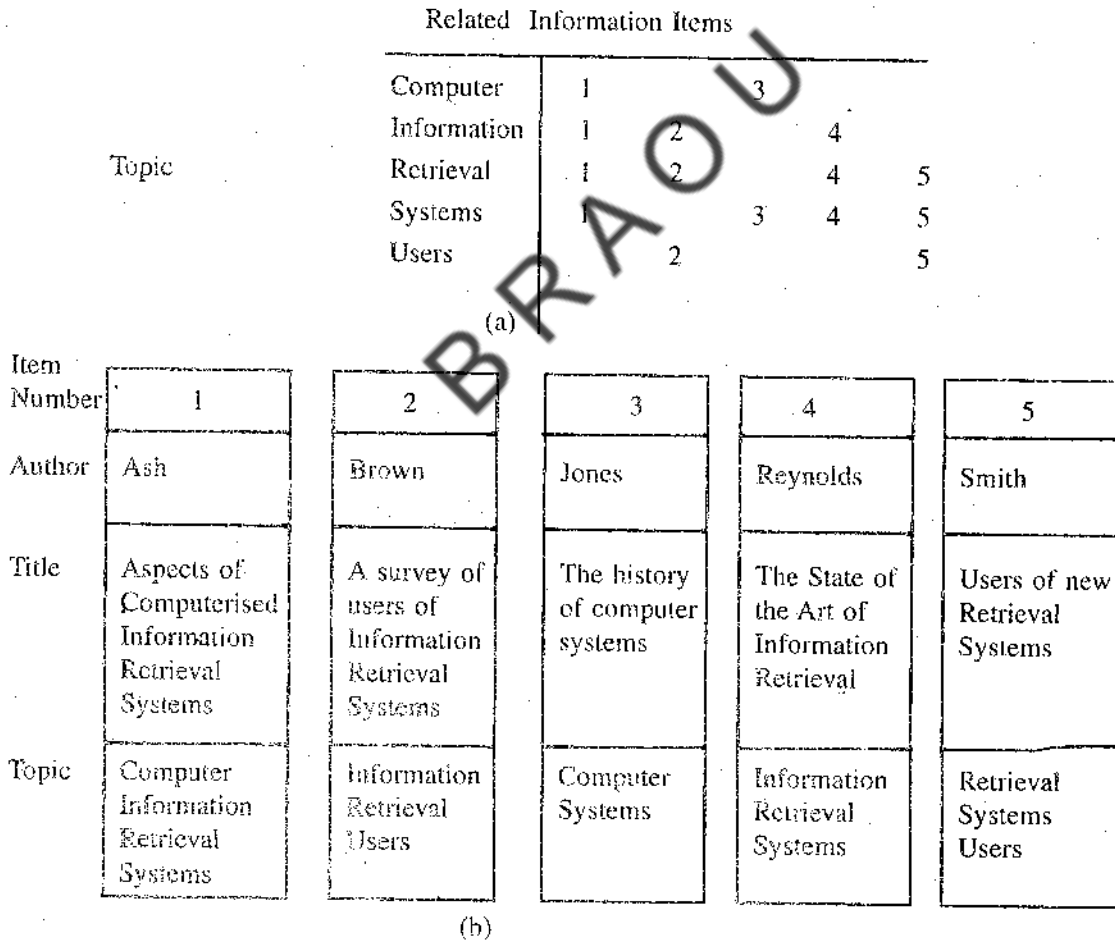 Related Information Items
Computer 1 3
Information 1 2 4
Topic Retrieval 1 2 4 5
Systems 1 3 4 5
Users 2 5
(a)
BRAOU
Item
Number 1 2 3 4 5
Author Ash Brown Jones Reynolds Smith
Title Aspects of A survey of The history The State of Users of new
Computerised users of of computer the Art of Retrieval
Information Information systems Information Systems
Retrieval Retrieval Retrieval
Systems Systems
Topic Computer Information Computer Information Retrieval
Information Retrieval Systems Retrieval Systems
Retrieval Users Systems Users
Systems
(b)